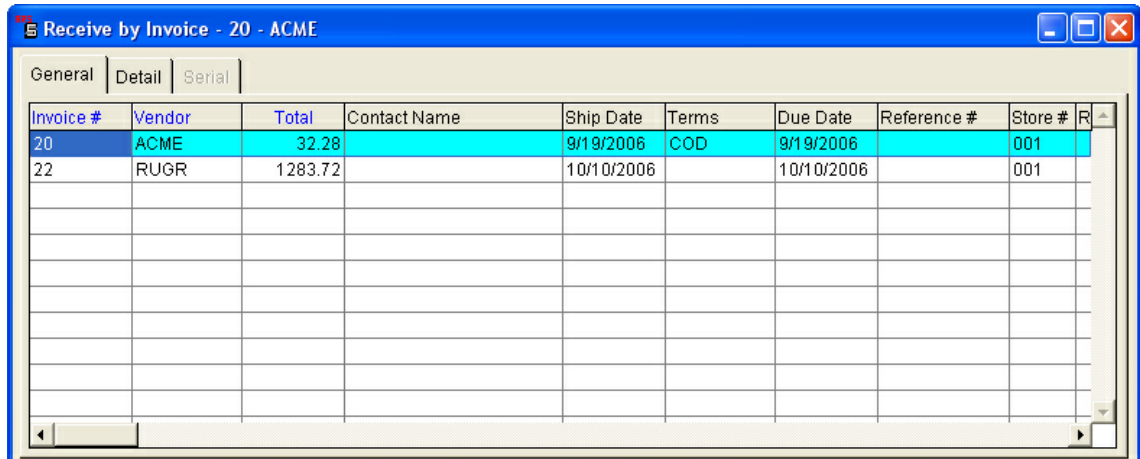 Receive by Invoice - 20 - ACME
General Detail Serial
Invoice # Vendor Total Contact Name Ship Date Terms Due Date Reference # Store # R
20 ACME 32.28 9/19/2006 COD 9/19/2006 001
22 RUGR 1283.72 10/10/2006 10/10/2006 001